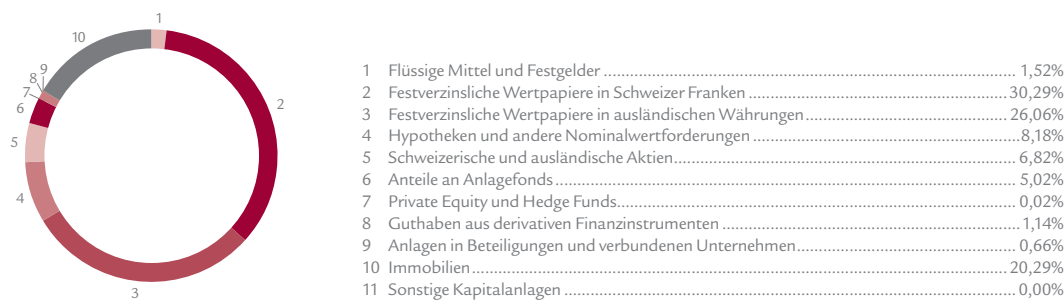 1
10
2
9
8
7
6
5
4
3
1 Flüssige Mittel und Festgelder 1,52%
2 Festverzinsliche Wertpapiere in Schweizer Franken 30,29%
3 Festverzinsliche Wertpapiere in ausländischen Währungen 26,06%
4 Hypotheken und andere Nominalwertforderungen 8,18%
5 Schweizerische und ausländische Aktien 6,82%
6 Anteile an Anlagefonds 5,02%
7 Private Equity und Hedge Funds 0,02%
8 Guthaben aus derivativen Finanzinstrumenten 1,14%
9 Anlagen in Beteiligungen und verbundenen Unternehmen 0,66%
10 Immobilien 20,29%
11 Sonstige Kapitalanlagen 0,00%